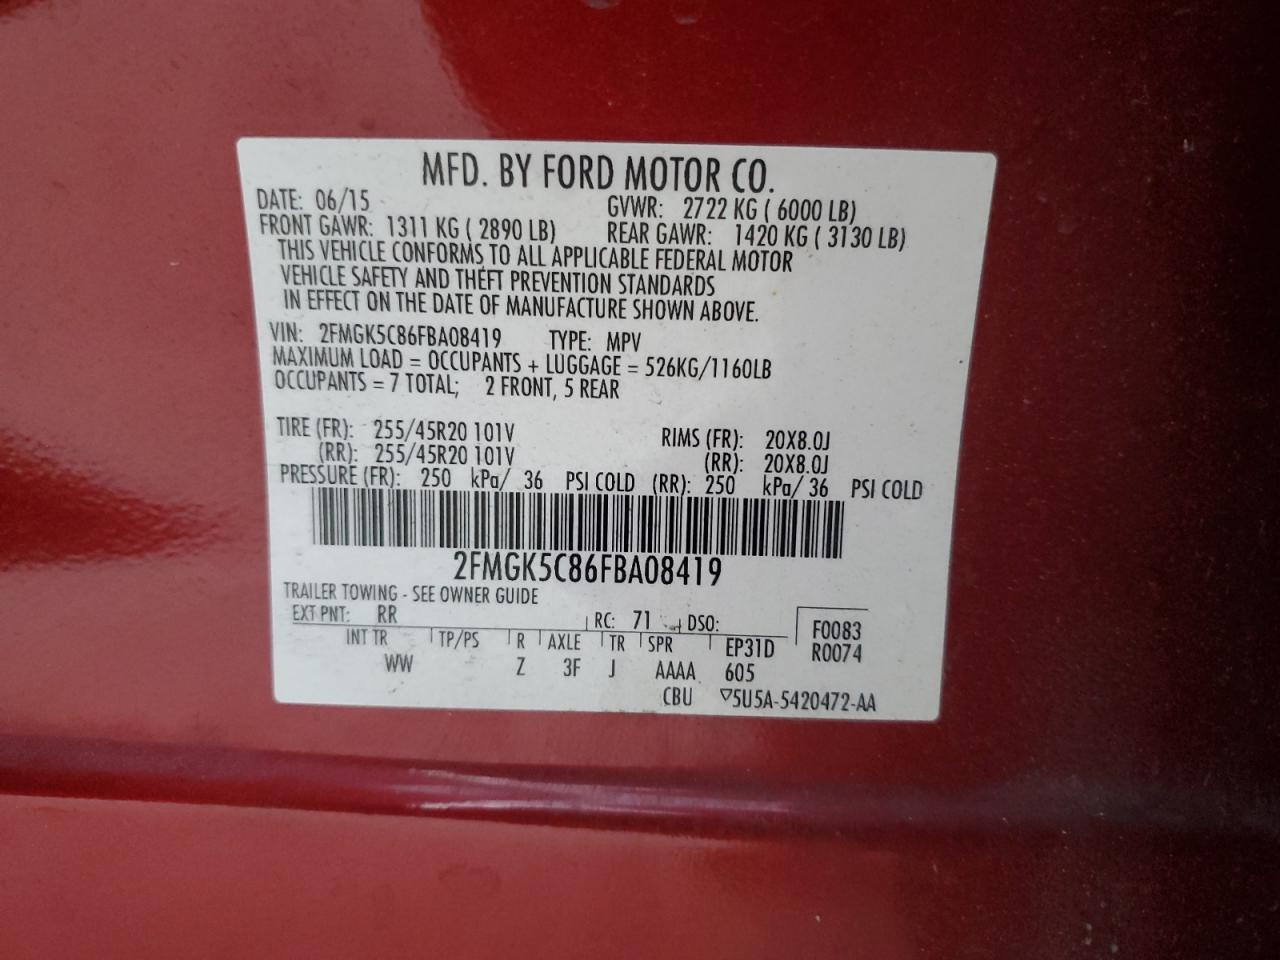 MFD. BY FORD MOTOR CO.
DATE: 06/15 GVWR: 2722 KG ( 6000 LB)
FRONT GAWR: 1311 KG ( 2890 LB) REAR GAWR: 1420 KG ( 3130 LB)
THIS VEHICLE CONFORMS TO ALL APPLICABLE FEDERAL MOTOR
VEHICLE SAFETY AND THEFT PREVENTION STANDARDS
IN EFFECT ON THE DATE OF MANUFACTURE SHOWN ABOVE.
VIN: 2FMGK5C86FBA08419 TYPE: MPV
MAXIMUM LOAD = OCCUPANTS + LUGGAGE = 526KG/1160LB
OCCUPANTS = 7 TOTAL; 2 FRONT, 5 REAR
TIRE (FR): 255/45R20 101V RIMS (FR): 20X8.0J
(RR): 255/45R20 101V (RR): 20X8.0J
PRESSURE (FR): 250 kPa/ 36 PSI COLD (RR): 250 kPa/ 36 PSI COLD
2FMGK5C86FBA08419
TRAILER TOWING - SEE OWNER GUIDE
EXT PNT: RR RC: 71 DSO: F0083
INT TR TP/PS R AXLE TR SPR EP31D R0074
WW Z 3F J AAAA 605
CBU ▽5U5A-5420472-AA